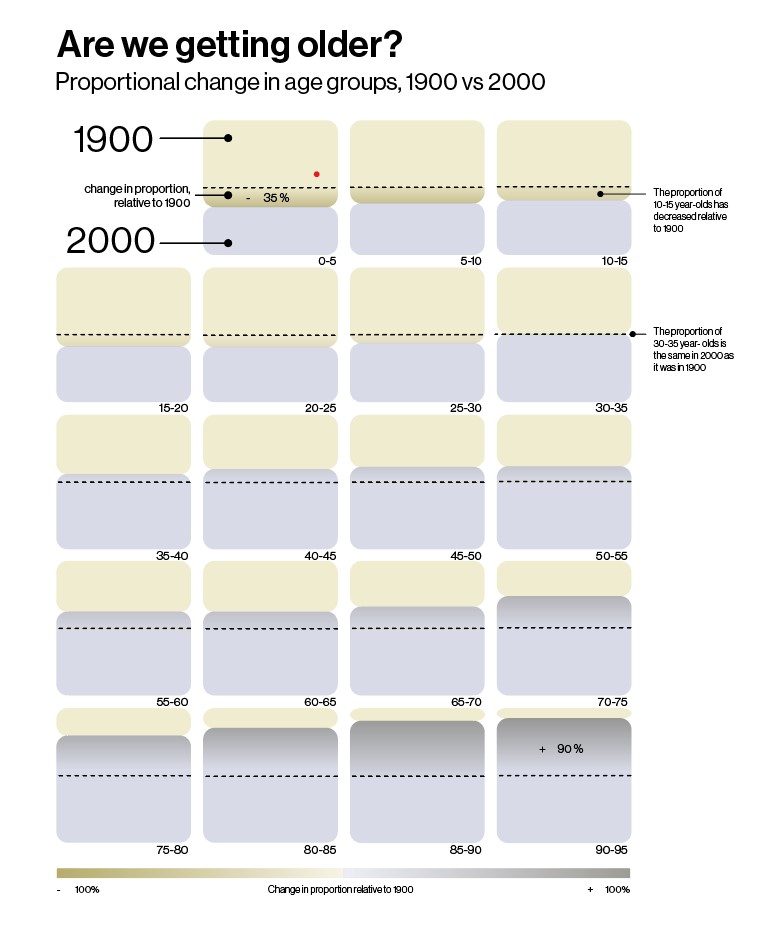 Are we getting older?
Proportional change in age groups, 1900 vs 2000
1900
change in proportion,
relative to 1900
- 35 %
2000
The proportion of
10-15 year-olds has
decreased relative
to 1900
0-5
5-10
10-15
The proportion of
30-35 year- olds is
the same in 2000 as
it was in 1900
15-20
20-25
25-30
30-35
35-40
40-45
45-50
50-55
55-60
60-65
65-70
70-75
+ 90 %
75-80
80-85
85-90
90-95
- 100%
Change in proportion relative to 1900
+ 100%